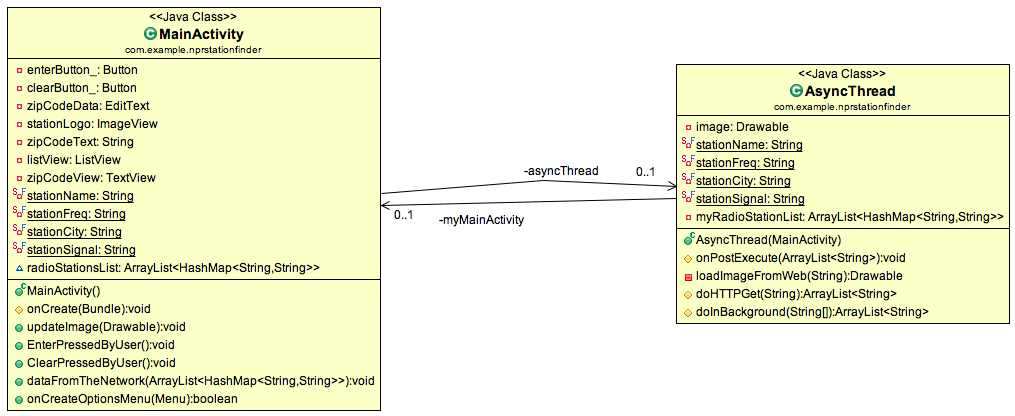 <<Java Class>>
MainActivity
com.example.nprstationfinder
enterButton_: Button
clearButton_: Button
zipCodeData: EditText
stationLogo: ImageView
zipCodeText: String
listView: ListView
zipCodeView: TextView
stationName: String
stationFreq: String
stationCity: String
stationSignal: String
radioStationsList: ArrayList<HashMap<String,String>>
MainActivity()
onCreate(Bundle):void
updateImage(Drawable):void
EnterPressedByUser():void
ClearPressedByUser():void
dataFromTheNetwork(ArrayList<HashMap<String,String>>):void
onCreateOptionsMenu(Menu):boolean
-asyncThread
0..1
0..1
-myMainActivity
<<Java Class>>
AsyncThread
com.example.nprstationfinder
image: Drawable
stationName: String
stationFreq: String
stationCity: String
stationSignal: String
myRadioStationList: ArrayList<HashMap<String,String>>
AsyncThread(MainActivity)
onPostExecute(ArrayList<String>):void
loadImageFromWeb(String):Drawable
doHTTPGet(String):ArrayList<String>
doInBackground(String[]):ArrayList<String>